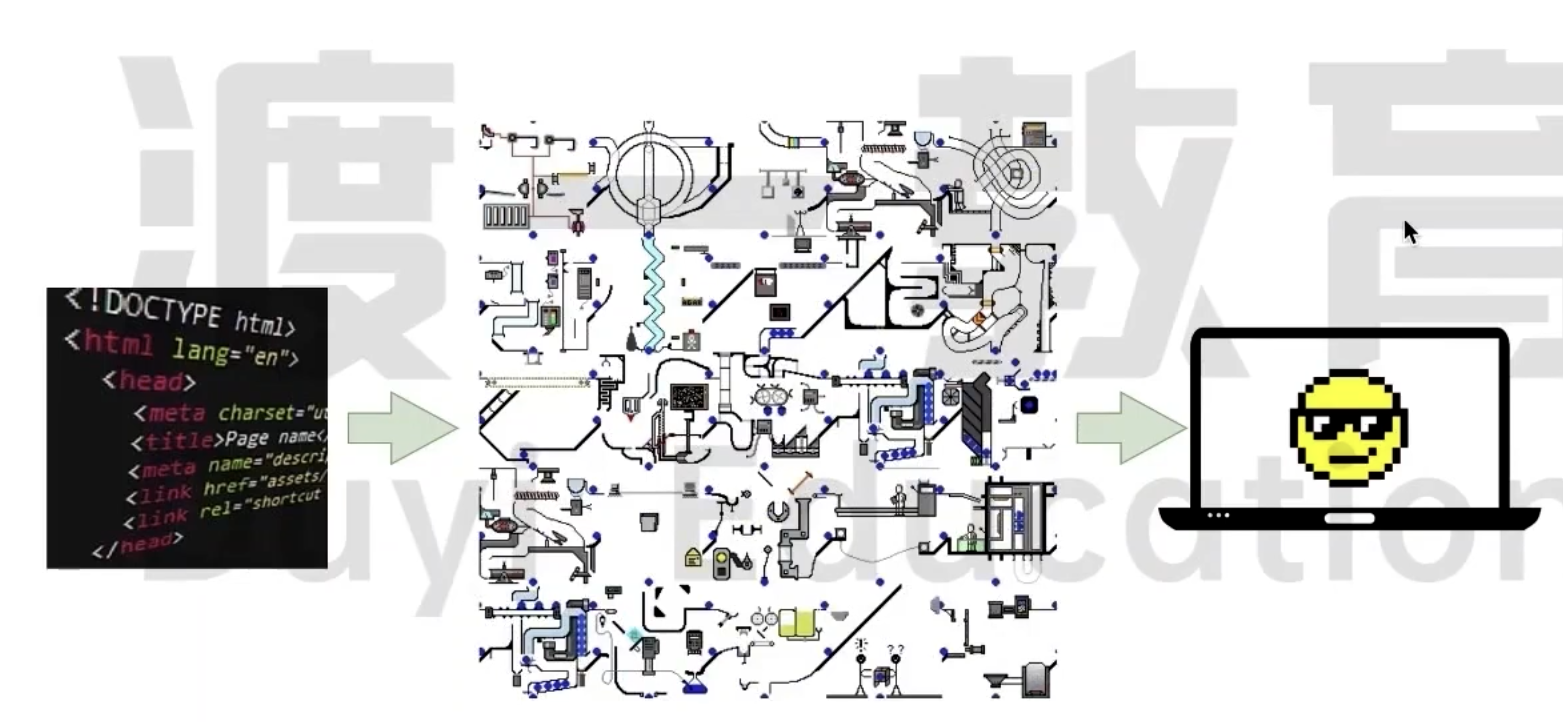 渡一教育
Duyi Education
<!DOCTYPE html>
<html lang="en">
<head>
<meta charset="ut
<title>Page name</
<meta name="descri
<link href="assets/
<link rel="shortcut
</head>
? ?